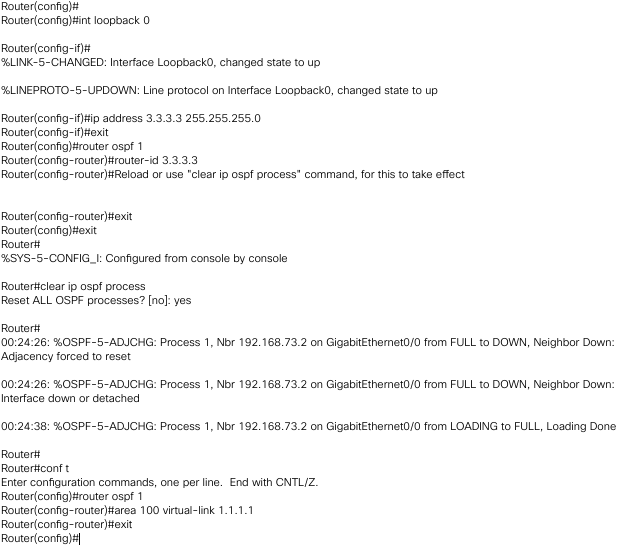 Router(config)#
Router(config)#int loopback 0
Router(config-if)#
%LINK-5-CHANGED: Interface Loopback0, changed state to up
%LINEPROTO-5-UPDOWN: Line protocol on Interface Loopback0, changed state to up
Router(config-if)#ip address 3.3.3.3 255.255.255.0
Router(config-if)#exit
Router(config)#router ospf 1
Router(config-router)#router-id 3.3.3.3
Router(config-router)#Reload or use "clear ip ospf process" command, for this to take effect
Router(config-router)#exit
Router(config)#exit
Router#
%SYS-5-CONFIG_I: Configured from console by console
Router#clear ip ospf process
Reset ALL OSPF processes? [no]: yes
Router#
00:24:26: %OSPF-5-ADJCHG: Process 1, Nbr 192.168.73.2 on GigabitEthernet0/0 from FULL to DOWN, Neighbor Down:
Adjacency forced to reset
00:24:26: %OSPF-5-ADJCHG: Process 1, Nbr 192.168.73.2 on GigabitEthernet0/0 from FULL to DOWN, Neighbor Down:
Interface down or detached
00:24:38: %OSPF-5-ADJCHG: Process 1, Nbr 192.168.73.2 on GigabitEthernet0/0 from LOADING to FULL, Loading Done
Router#
Router#conf t
Enter configuration commands, one per line.  End with CNTL/Z.
Router(config)#router ospf 1
Router(config-router)#area 100 virtual-link 1.1.1.1
Router(config-router)#exit
Router(config)#